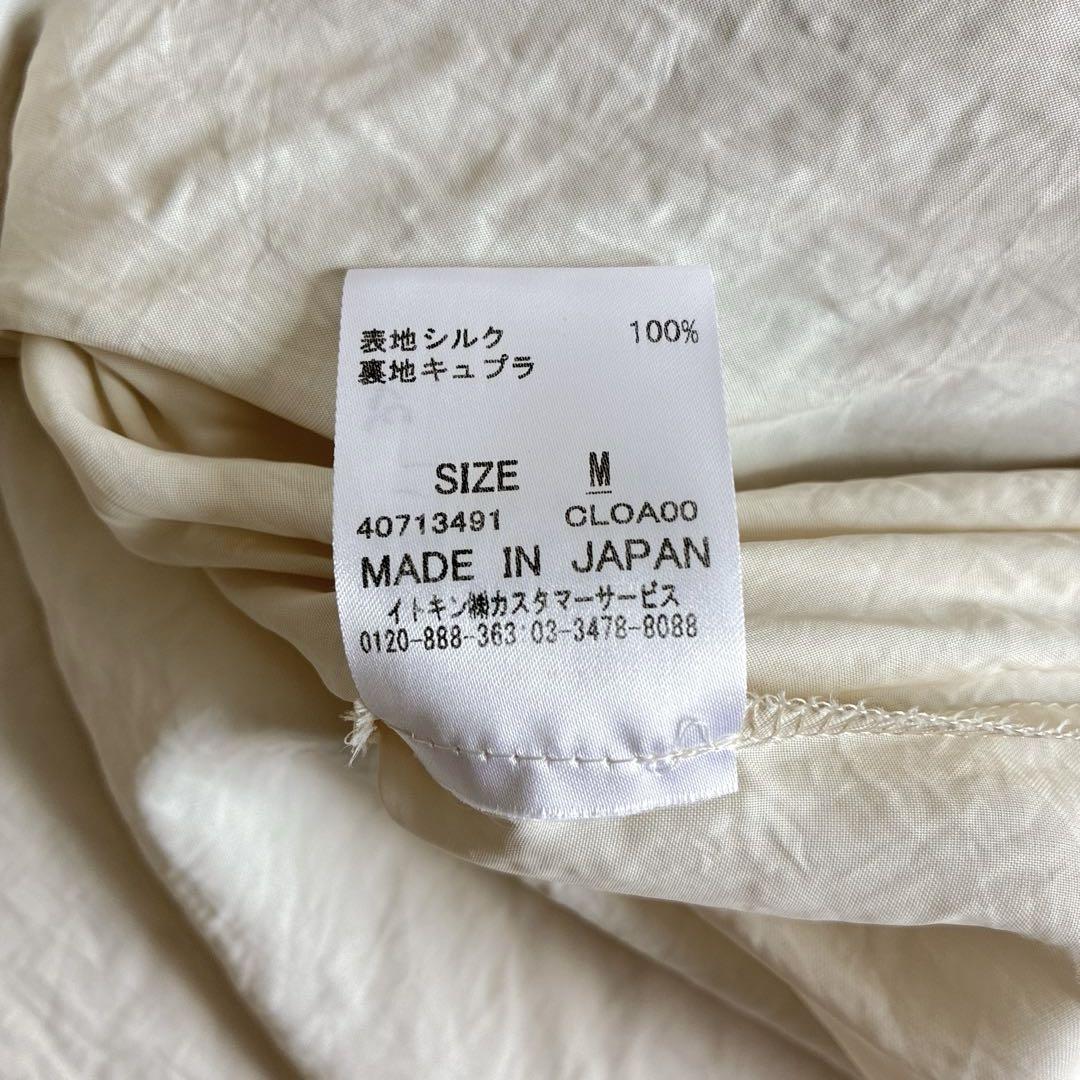 表地シルク 100%
裏地キュプラ
SIZE M
40713491 CLOA00
MADE IN JAPAN
イトキン㈱カスタマーサービス
0120-888-363 03-3478-8088